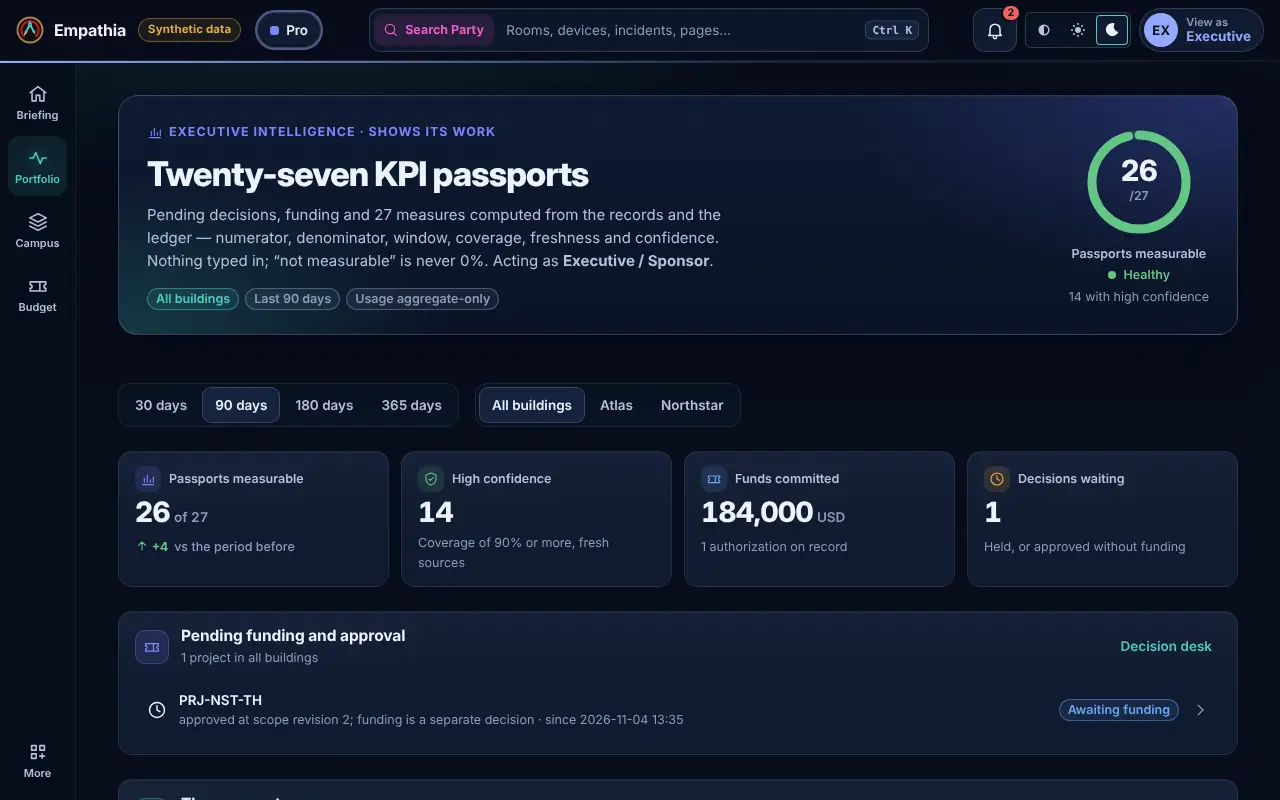 Empathia
Synthetic data
Pro
Search Party
Rooms, devices, incidents, pages...
Ctrl K
2
EX
View as
Executive
Briefing
Portfolio
Campus
Budget
More
EXECUTIVE INTELLIGENCE · SHOWS ITS WORK
Twenty-seven KPI passports
Pending decisions, funding and 27 measures computed from the records and the
ledger — numerator, denominator, window, coverage, freshness and confidence.
Nothing typed in; “not measurable” is never 0%. Acting as Executive / Sponsor.
All buildings
Last 90 days
Usage aggregate-only
26
/27
Passports measurable
Healthy
14 with high confidence
30 days
90 days
180 days
365 days
All buildings
Atlas
Northstar
Passports measurable
26 of 27
↑ +4 vs the period before
High confidence
14
Coverage of 90% or more, fresh
sources
Funds committed
184,000 USD
1 authorization on record
Decisions waiting
1
Held, or approved without funding
Pending funding and approval
1 project in all buildings
Decision desk
PRJ-NST-TH
approved at scope revision 2; funding is a separate decision · since 2026-11-04 13:35
Awaiting funding